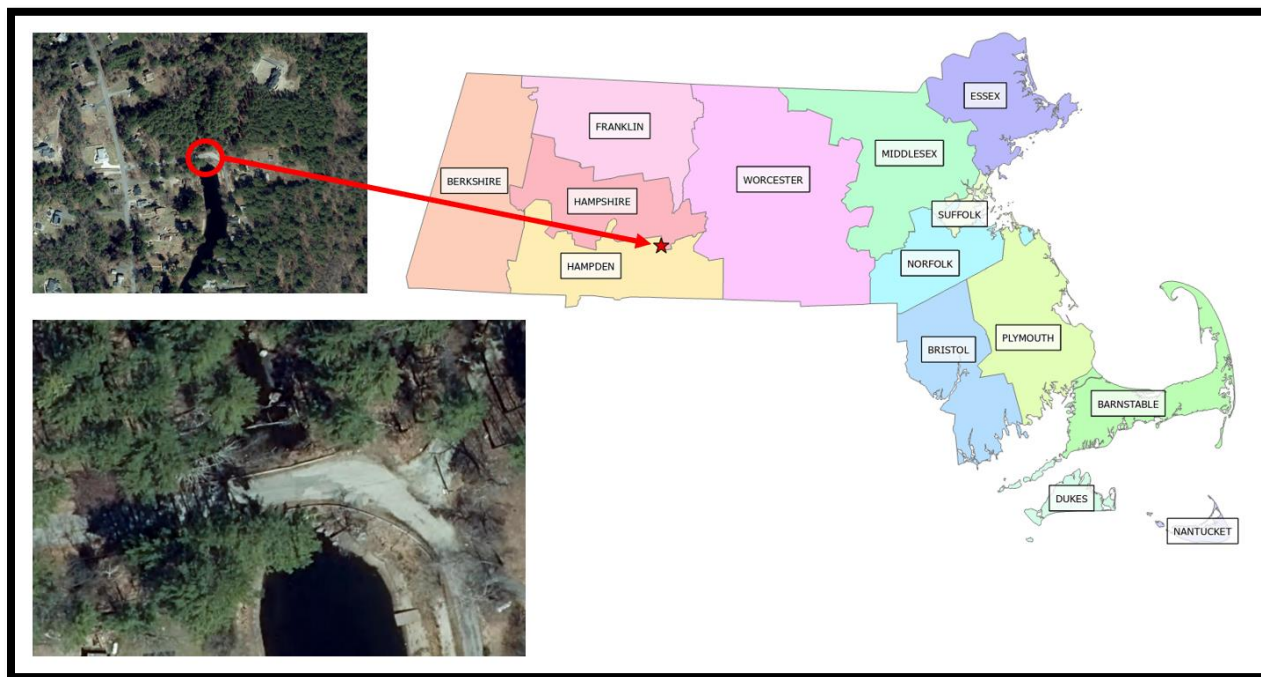 ESSEX
FRANKLIN
MIDDLESEX
BERKSHIRE
WORCESTER
HAMPSHIRE
SUFFOLK
HAMPDEN
NORFOLK
PLYMOUTH
BRISTOL
BARNSTABLE
DUKES
NANTUCKET